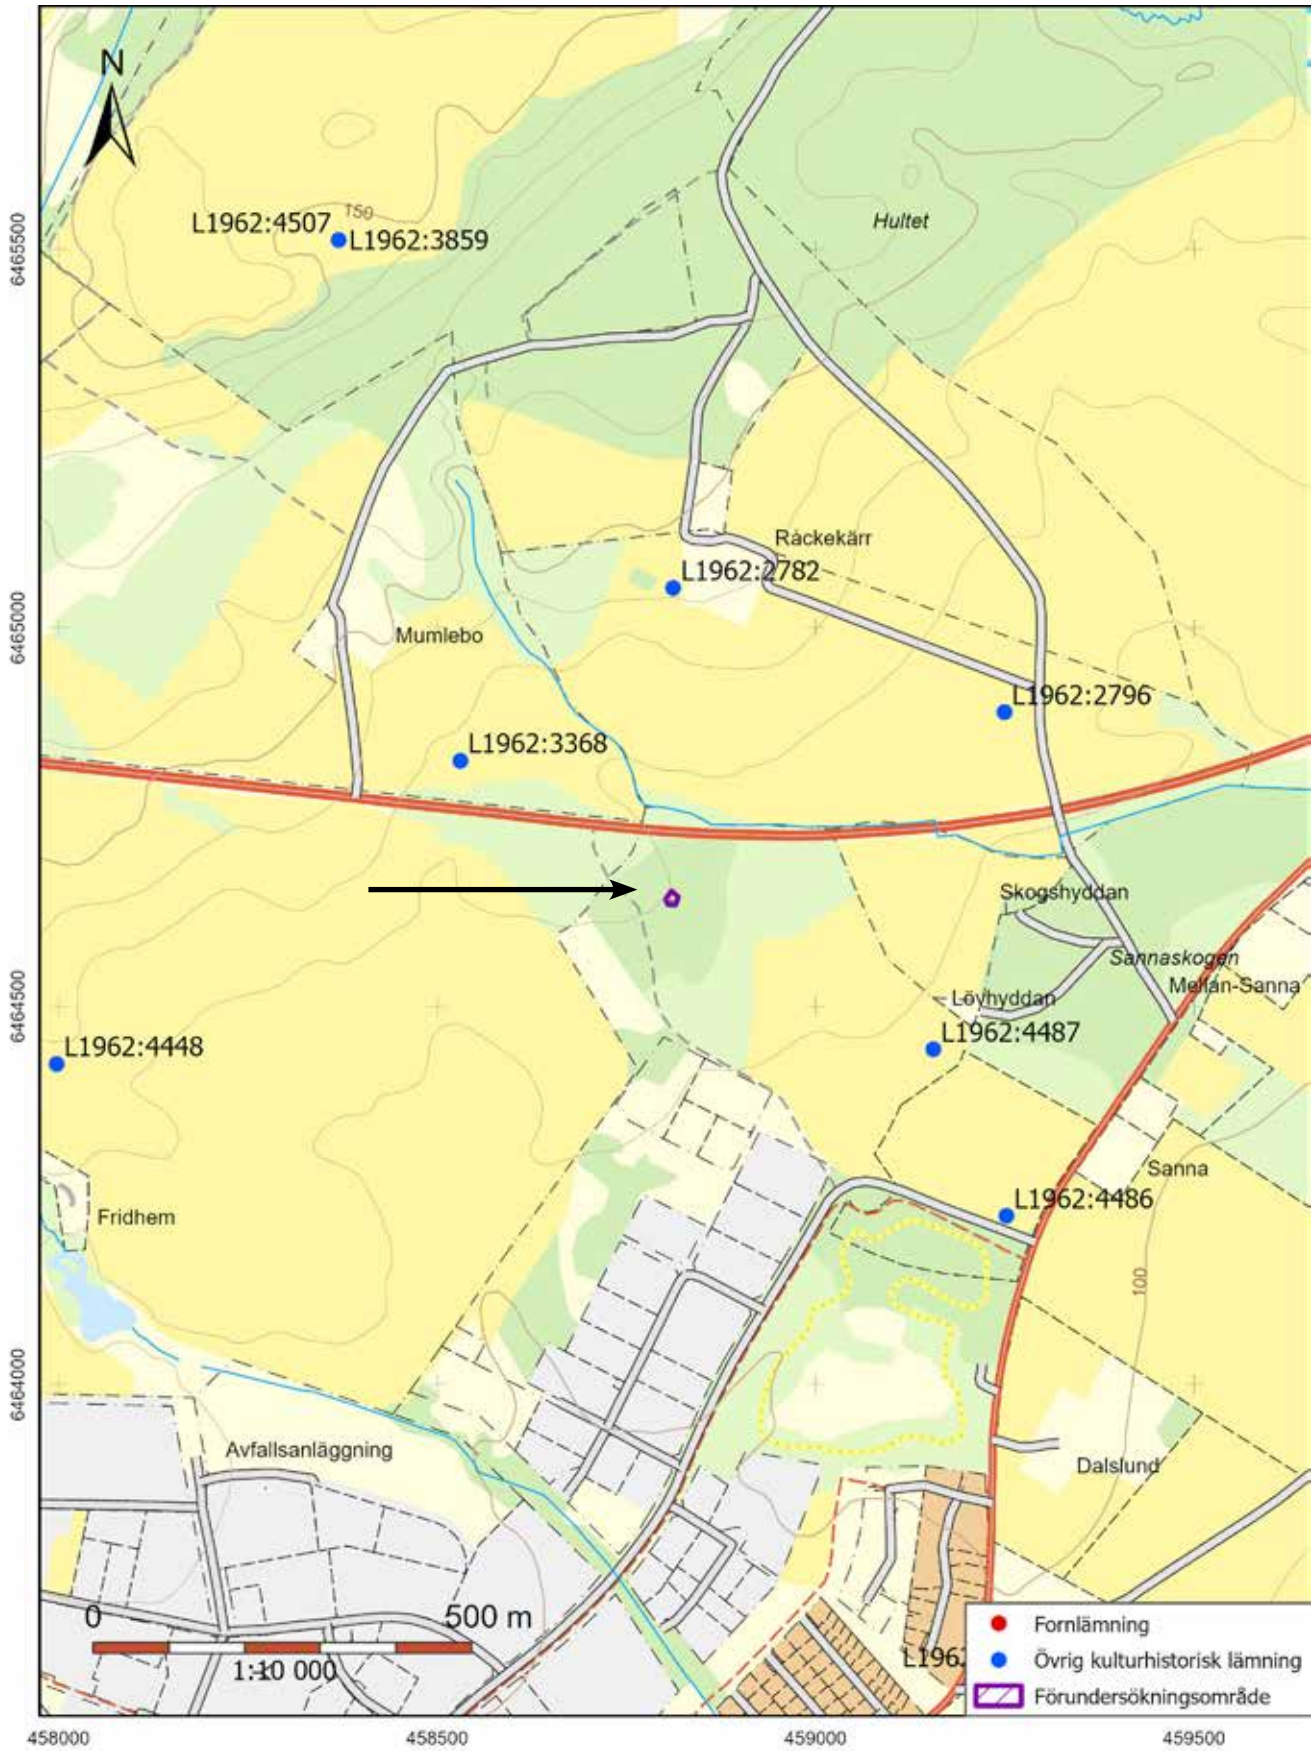 N
L1962:4507
150
L1962:3859
Hultet
6465500
Råckekärr
L1962:2782
6465000
Mumlebo
L1962:2796
L1962:3368
Skogshyddan
Sannaskogen
Mellan-Sanna
6464500
Lövhyddan
L1962:4487
L1962:4448
Sanna
Fridhem
L1962:4486
100
6464000
Avfallsanläggning
Dalslund
0
500 m
1:10 000
L1962
Fornlämning
Övrig kulturhistorisk lämning
Förundersökningsområde
458000
458500
459000
459500